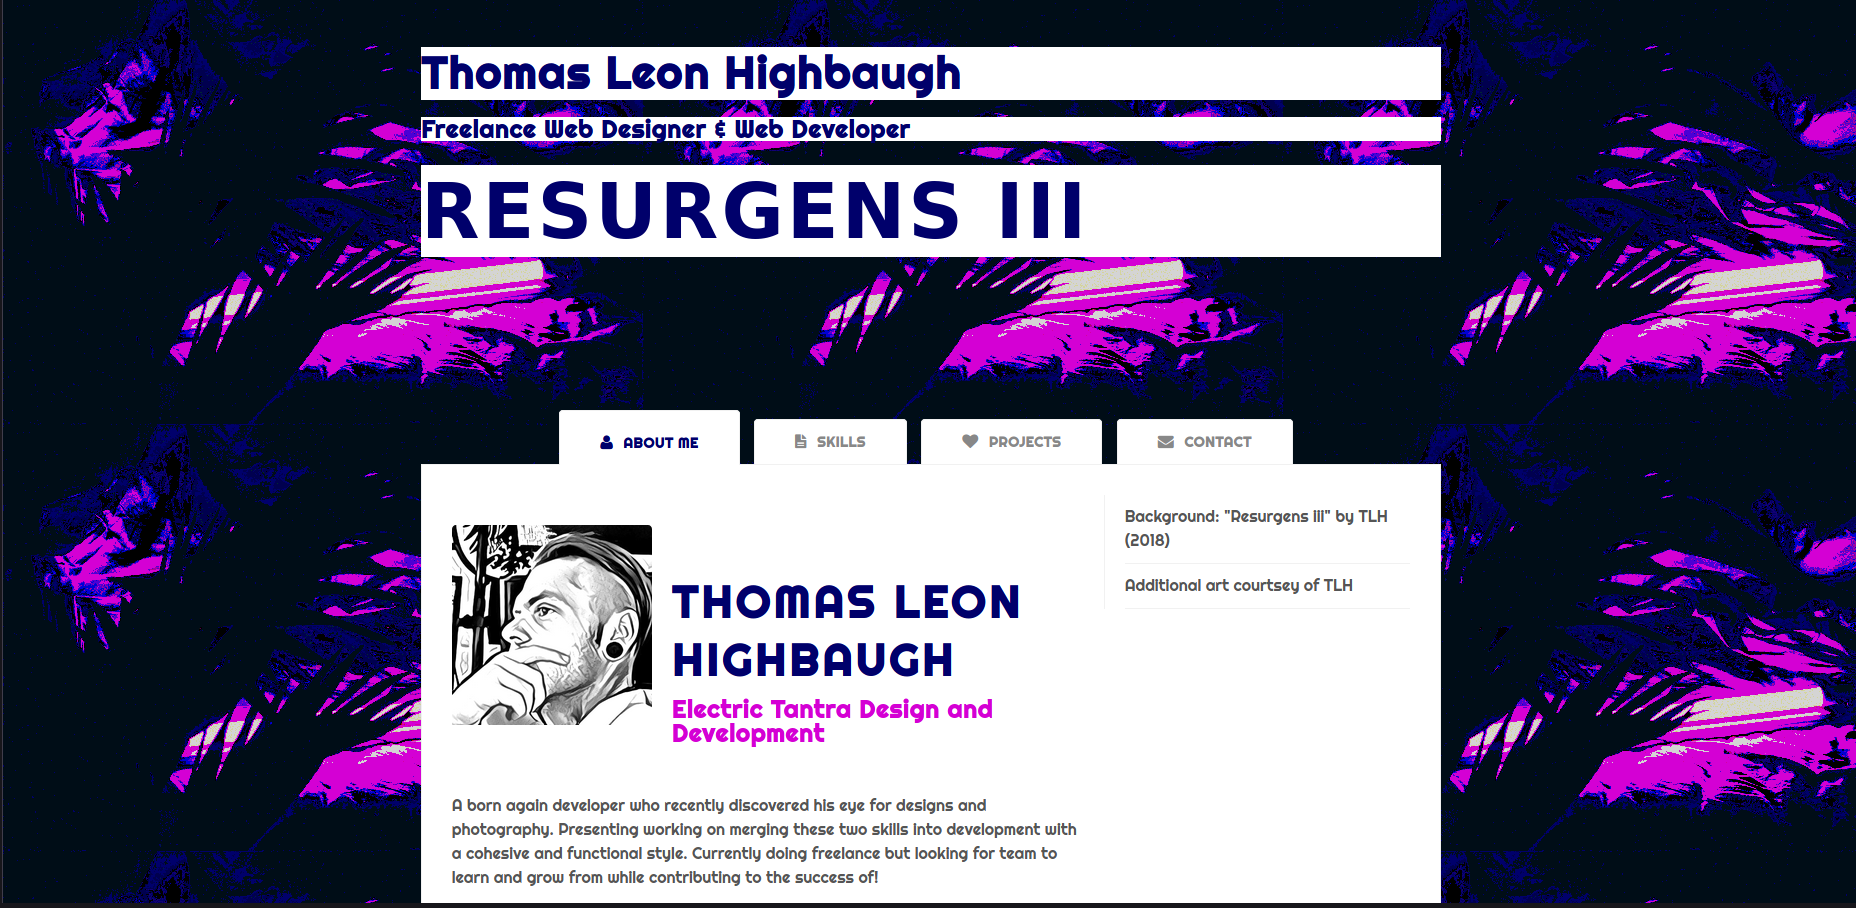 Thomas Leon Highbaugh
Freelance Web Designer & Web Developer
RESURGENS III
ABOUT ME
SKILLS
PROJECTS
CONTACT
THOMAS LEON
HIGHBAUGH
Electric Tantra Design and
Development
A born again developer who recently discovered his eye for designs and
photography. Presenting working on merging these two skills into development with
a cohesive and functional style. Currently doing freelance but looking for team to
learn and grow from while contributing to the success of!
Background: "Resurgens iii" by TLH
(2018)
Additional art courtsey of TLH